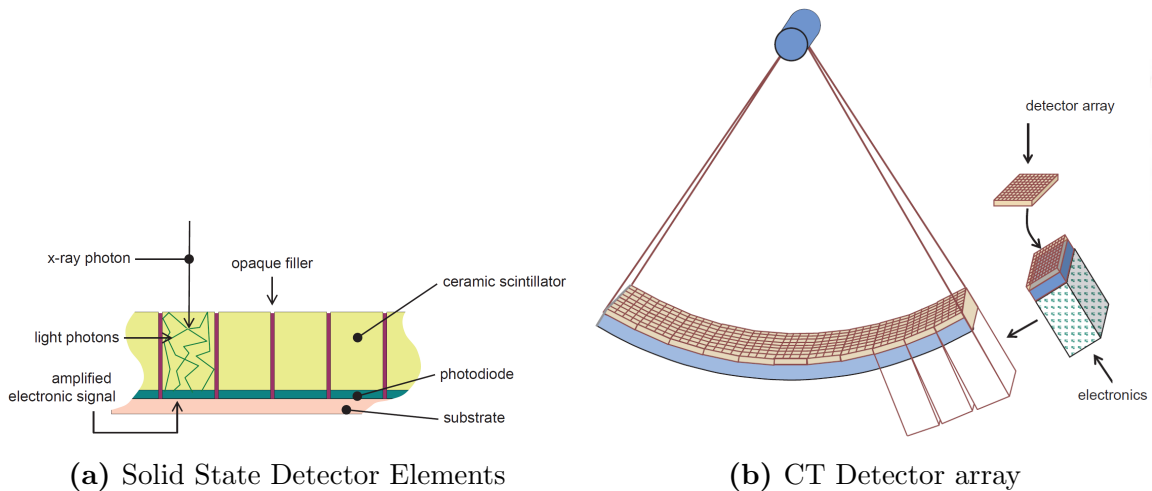 x-ray photon
opaque filler
ceramic scintillator
light photons
amplified
electronic signal
photodiode
substrate
(a) Solid State Detector Elements
detector array
electronics
(b) CT Detector array